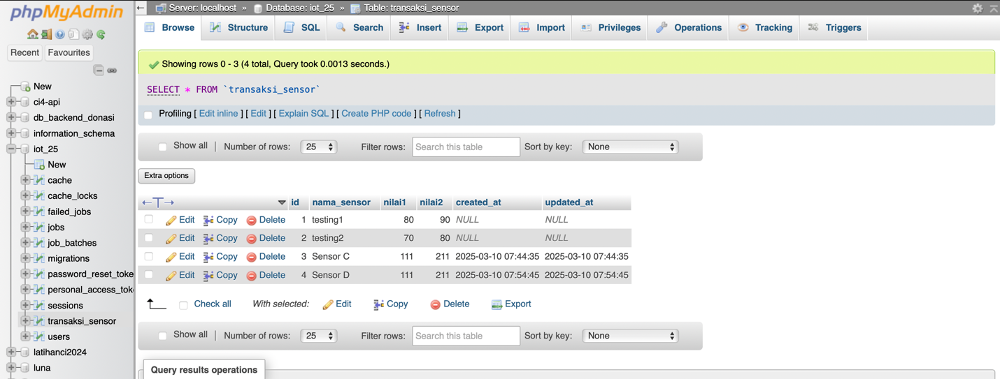 phpMyAdmin
Recent Favourites
New
ci4-api
db_backend_donasi
information_schema
iot_25
New
cache
cache_locks
failed_jobs
jobs
job_batches
migrations
password_reset_toke
personal_access_tok
sessions
transaksi_sensor
users
latihanci2024
luna
Server: localhost » Database: iot_25 » Table: transaksi_sensor
Browse Structure SQL Search Insert Export Import Privileges Operations Tracking Triggers
Showing rows 0 - 3 (4 total, Query took 0.0013 seconds.)
SELECT * FROM `transaksi_sensor`
Profiling [ Edit inline ] [ Edit ] [ Explain SQL ] [ Create PHP code ] [ Refresh ]
Show all | Number of rows: 25 Filter rows: Search this table Sort by key: None
Extra options
←T→ id nama_sensor nilai1 nilai2 created_at updated_at
Edit Copy Delete 1 testing1 80 90 NULL NULL
Edit Copy Delete 2 testing2 70 80 NULL NULL
Edit Copy Delete 3 Sensor C 111 211 2025-03-10 07:44:35 2025-03-10 07:44:35
Edit Copy Delete 4 Sensor D 111 211 2025-03-10 07:54:45 2025-03-10 07:54:45
Check all With selected: Edit Copy Delete Export
Show all | Number of rows: 25 Filter rows: Search this table Sort by key: None
Query results operations